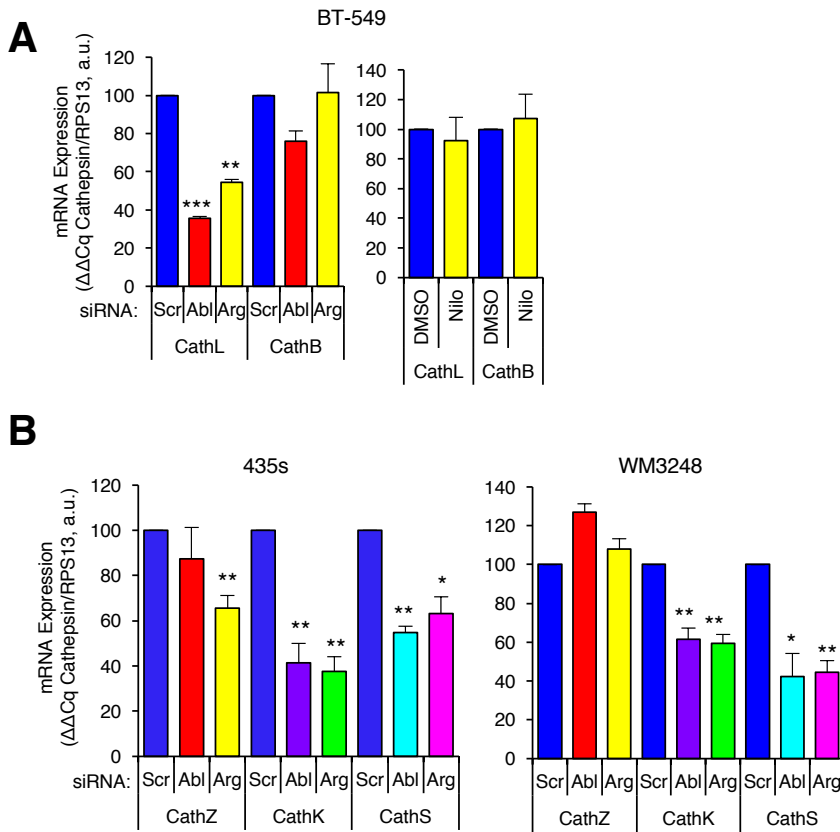 BT-549
A
mRNA Expression
(ΔΔCq Cathepsin/RPS13, a.u.)
120
100
80
60
40
20
0
***
**
siRNA:
Scr Abl Arg Scr Abl Arg
CathL CathB
140
120
100
80
60
40
20
0
DMSO Nilo DMSO Nilo
CathL CathB
B
435s
mRNA Expression
(ΔΔCq Cathepsin/RPS13, a.u.)
120
100
80
60
40
20
0
** ** ** ** *
siRNA:
Scr Abl Arg Scr Abl Arg Scr Abl Arg
CathZ CathK CathS
WM3248
140
120
100
80
60
40
20
0
** ** * **
Scr Abl Arg Scr Abl Arg Scr Abl Arg
CathZ CathK CathS